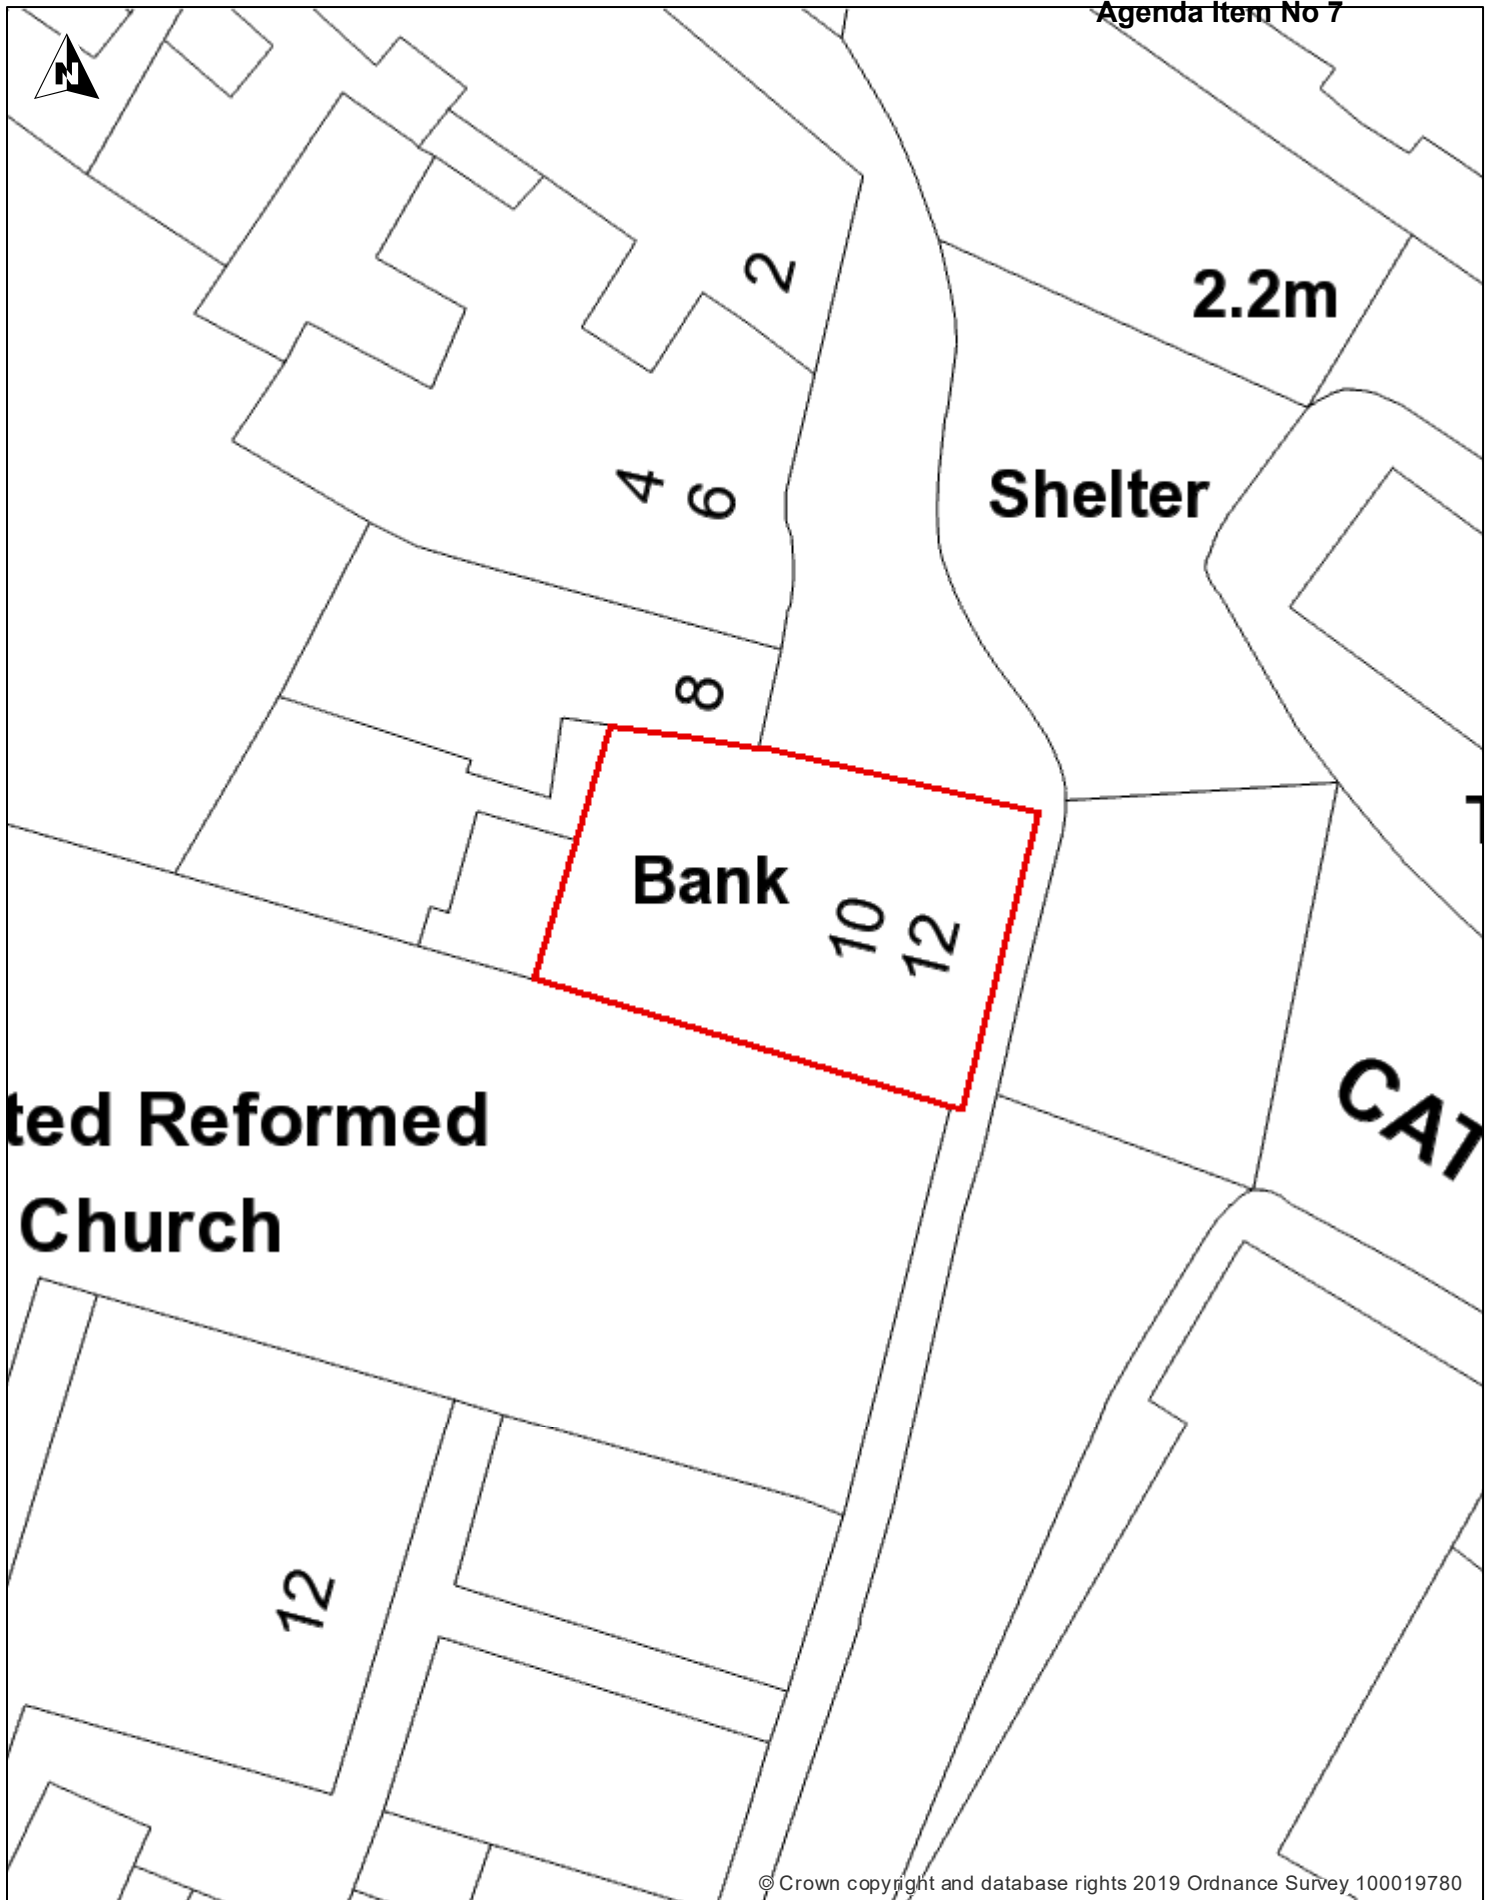 Agenda Item No 7
N
2
2.2m
4
6
Shelter
8
Bank
10
12
CAT
ted Reformed
Church
12
© Crown copyright and database rights 2019 Ordnance Survey 100019780